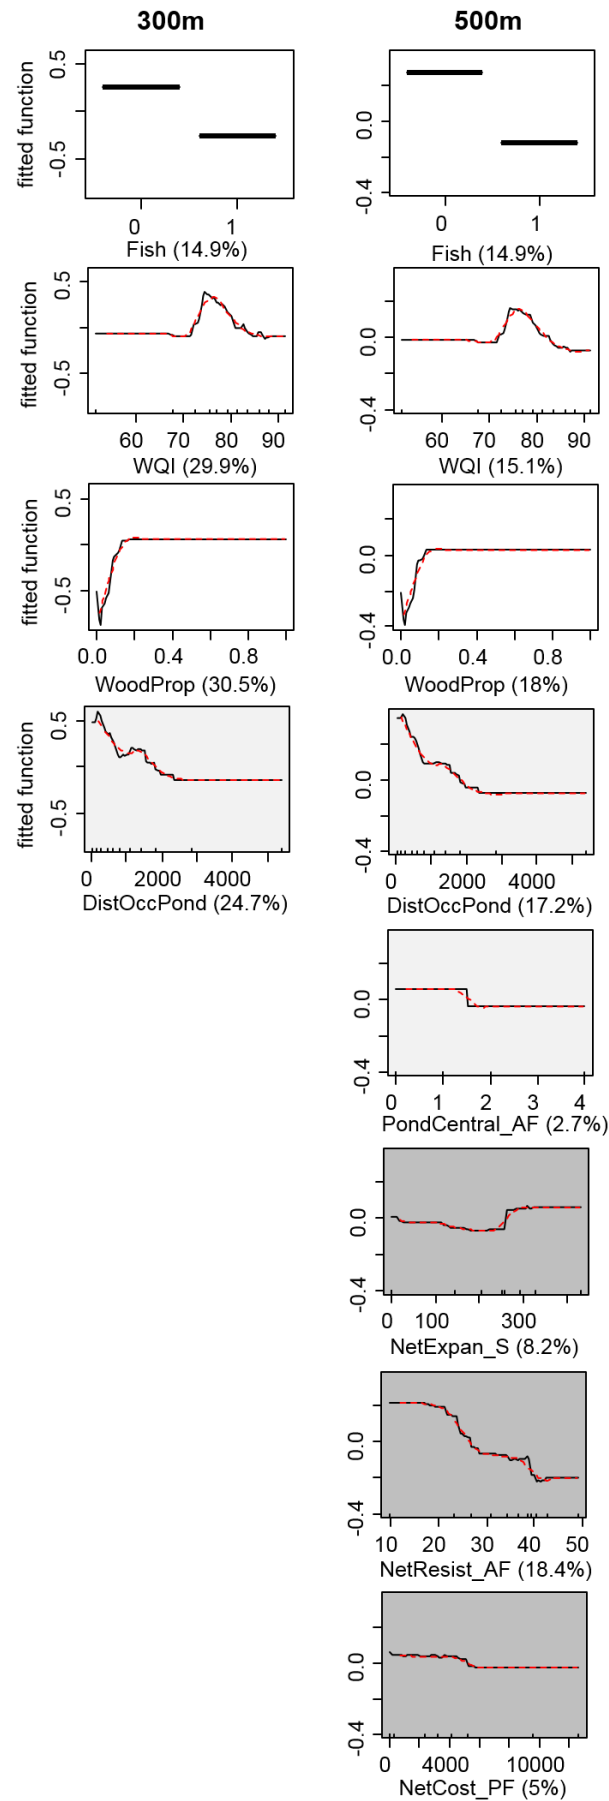 300m 500m
fitted function
0.5
-0.5
0 1
Fish (14.9%)
0.0
-0.4
0 1
Fish (14.9%)
fitted function
0.5
-0.5
60 70 80 90
WQI (29.9%)
0.0
-0.4
60 70 80 90
WQI (15.1%)
fitted function
0.5
-0.5
0.0 0.4 0.8
WoodProp (30.5%)
0.0
-0.4
0.0 0.4 0.8
WoodProp (18%)
fitted function
0.5
-0.5
0 2000 4000
DistOccPond (24.7%)
0.0
-0.4
0 2000 4000
DistOccPond (17.2%)
0.0
-0.4
0 1 2 3 4
PondCentral_AF (2.7%)
0.0
-0.4
0 100 300
NetExpan_S (8.2%)
0.0
-0.4
10 20 30 40 50
NetResist_AF (18.4%)
0.0
-0.4
0 4000 10000
NetCost_PF (5%)